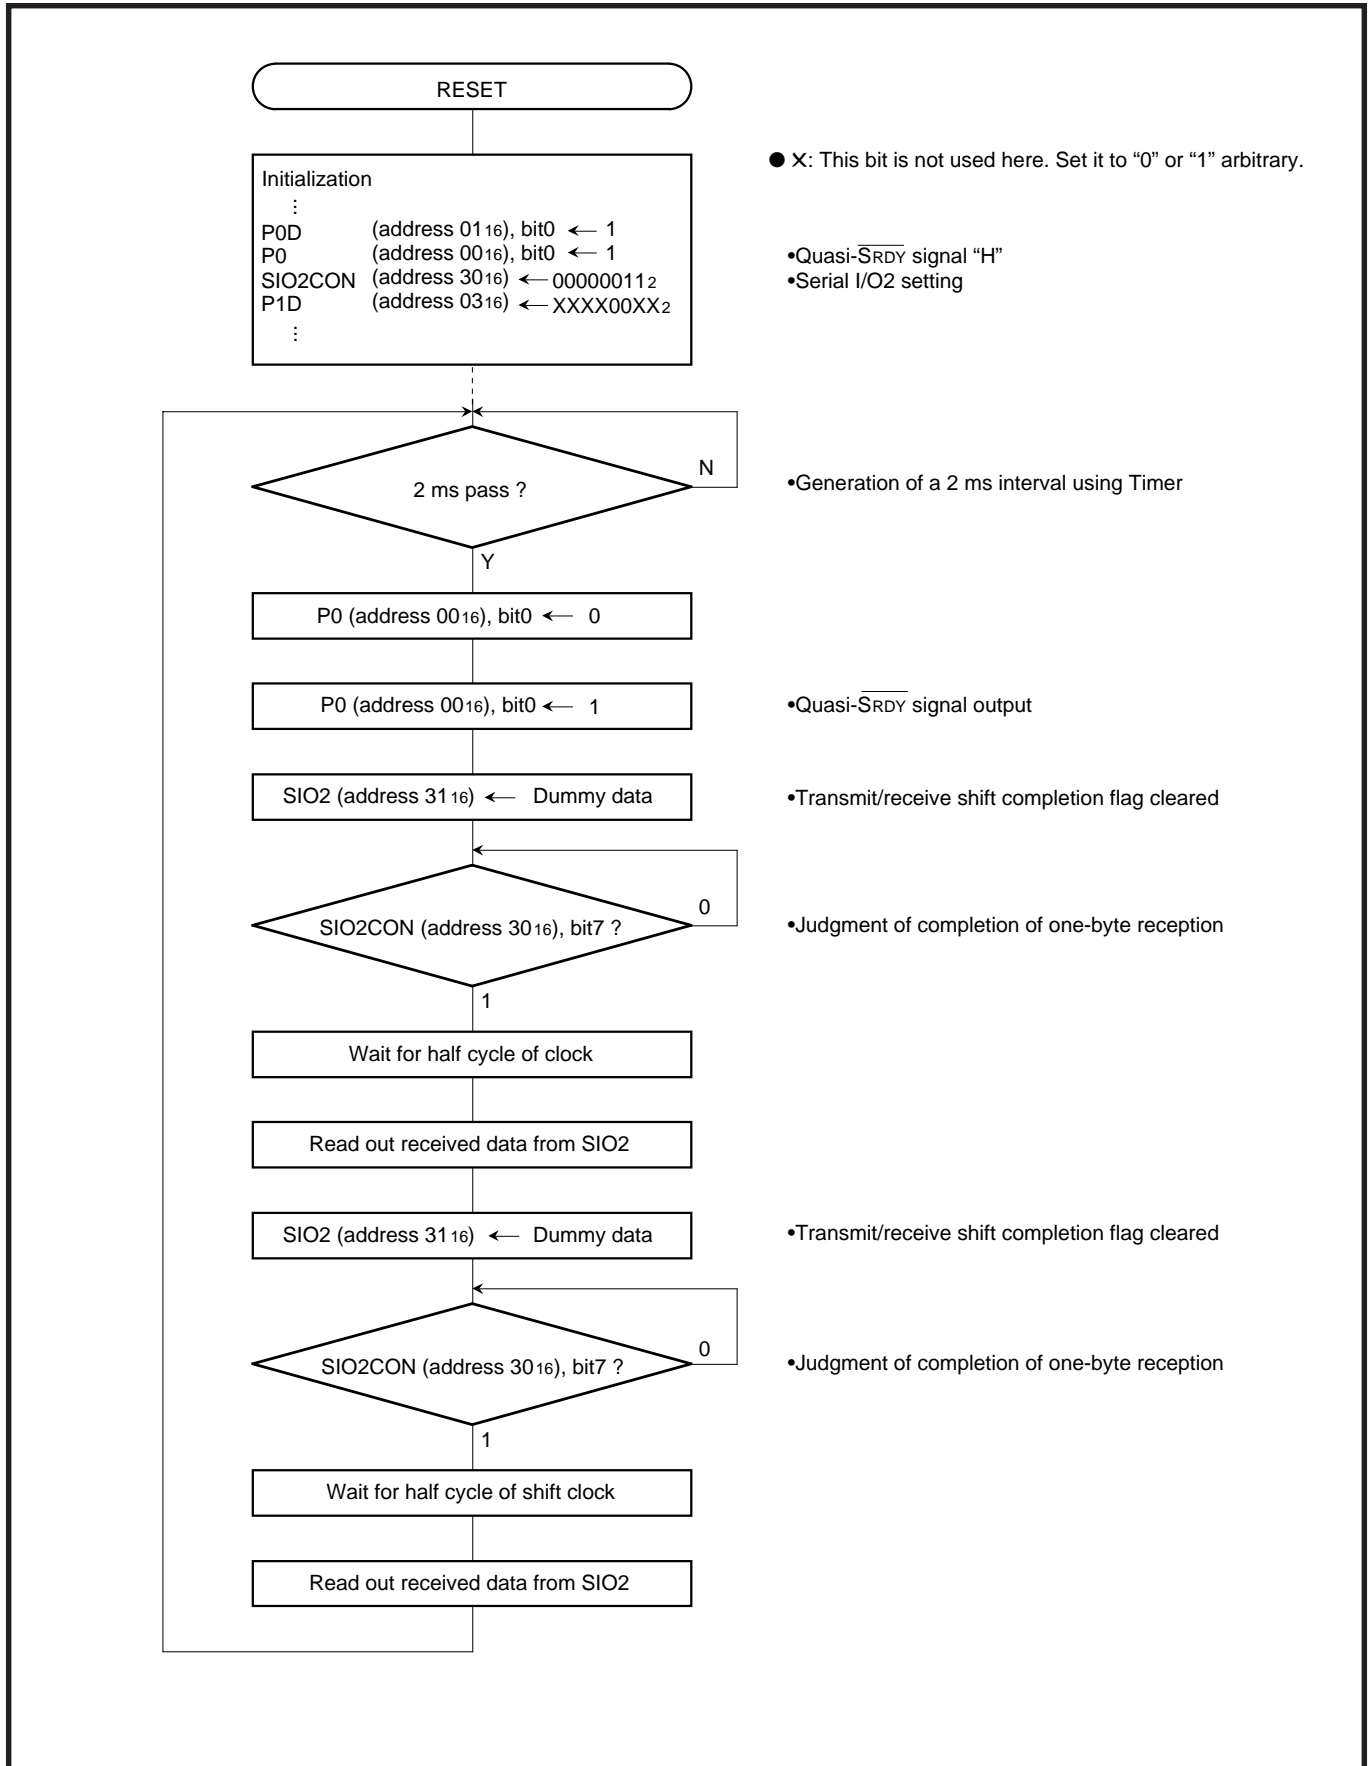 RESET
● X: This bit is not used here. Set it to “0” or “1” arbitrary.
Initialization
⋮
P0D (address 0116), bit0 ← 1
P0 (address 0016), bit0 ← 1 •Quasi-SRDY signal “H”
SIO2CON (address 3016) ← 000000112 •Serial I/O2 setting
P1D (address 0316) ← XXXX00XX2
⋮
N
2 ms pass ? •Generation of a 2 ms interval using Timer
Y
P0 (address 0016), bit0 ← 0
P0 (address 0016), bit0 ← 1 •Quasi-SRDY signal output
SIO2 (address 3116) ← Dummy data •Transmit/receive shift completion flag cleared
0
SIO2CON (address 3016), bit7 ? •Judgment of completion of one-byte reception
1
Wait for half cycle of clock
Read out received data from SIO2
SIO2 (address 3116) ← Dummy data •Transmit/receive shift completion flag cleared
0
SIO2CON (address 3016), bit7 ? •Judgment of completion of one-byte reception
1
Wait for half cycle of shift clock
Read out received data from SIO2